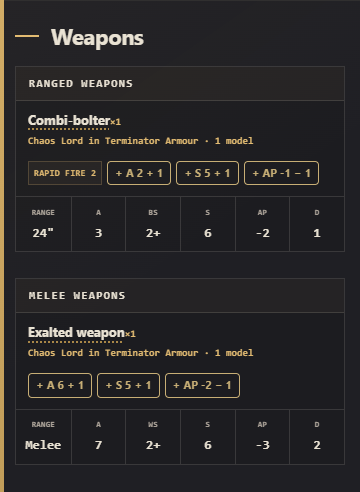 Weapons
RANGED WEAPONS
Combi-bolter×1
Chaos Lord in Terminator Armour · 1 model
RAPID FIRE 2 + A 2 + 1 + S 5 + 1 + AP -1 − 1
RANGE A BS S AP D
24" 3 2+ 6 -2 1
MELEE WEAPONS
Exalted weapon×1
Chaos Lord in Terminator Armour · 1 model
+ A 6 + 1 + S 5 + 1 + AP -2 − 1
RANGE A WS S AP D
Melee 7 2+ 6 -3 2